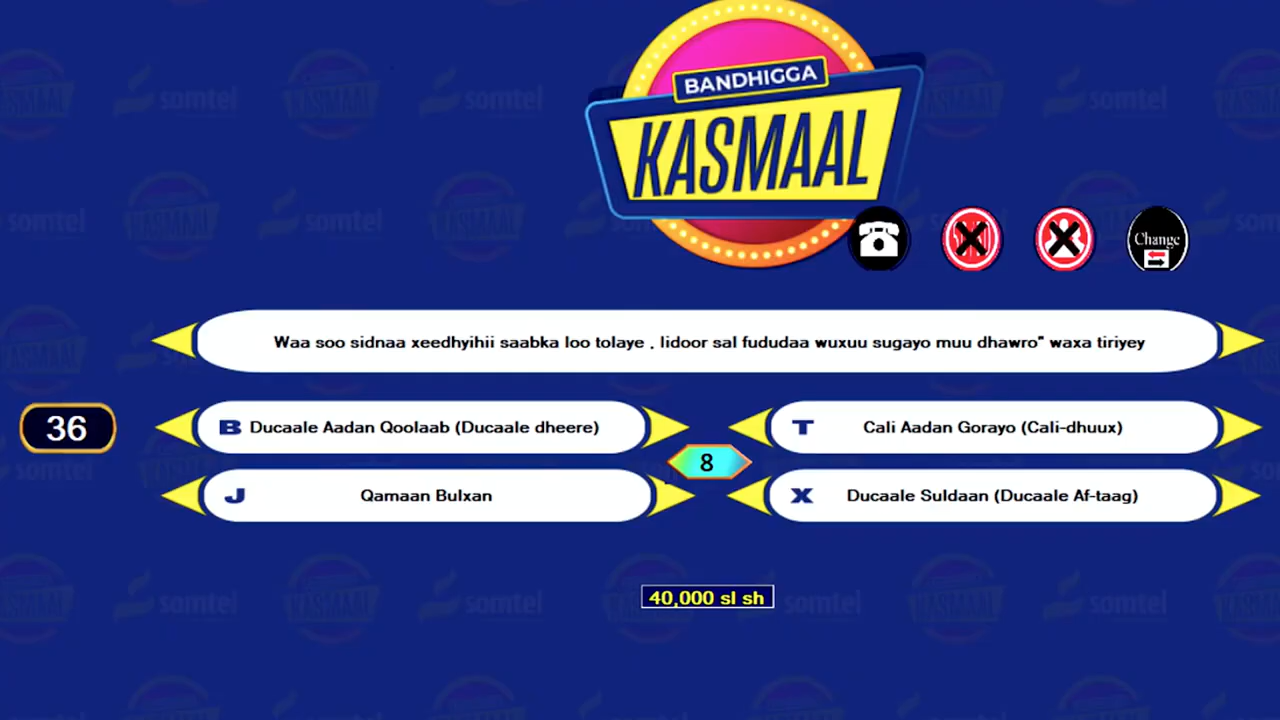 BANDHIGGA
KASMAAL
Change
Waa soo sidnaa xeedhyihii saabka loo tolaye , lidoor sal fududaa wuxuu sugayo muu dhawro" waxa tiriyey
36
B Ducaale Aadan Qoolaab (Ducaale dheere)
T Cali Aadan Gorayo (Cali-dhuux)
8
J Qamaan Bulxan
X Ducaale Suldaan (Ducaale Af-taag)
40,000 sl sh